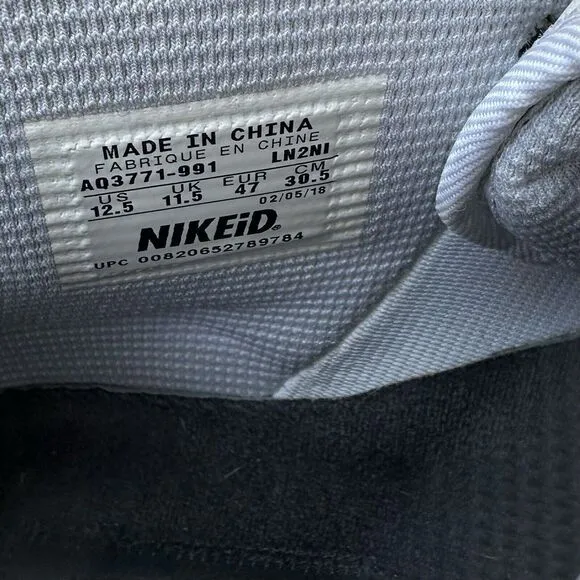 MADE IN CHINA
FABRIQUE EN CHINE
AQ3771-991 LN2NI
US UK EUR CM
12.5 11.5 47 30.5
02/05/18
NIKEiD®
UPC 00820652789784